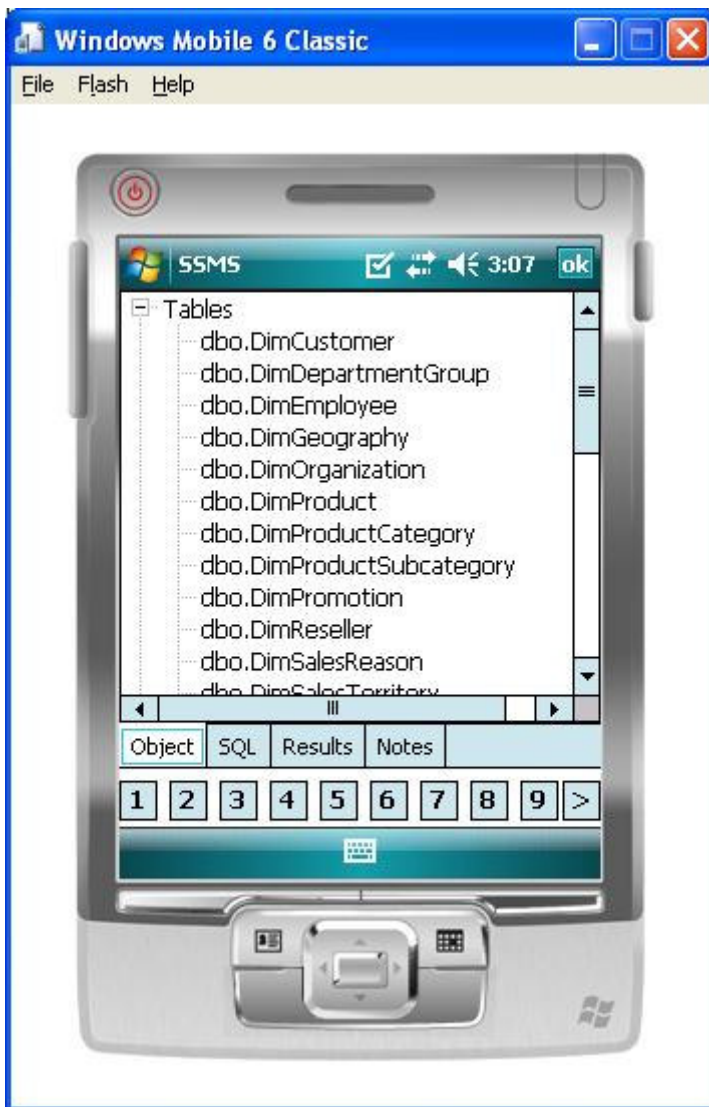 Windows Mobile 6 Classic
File Flash Help
SSMS 3:07 ok
Tables
dbo.DimCustomer
dbo.DimDepartmentGroup
dbo.DimEmployee
dbo.DimGeography
dbo.DimOrganization
dbo.DimProduct
dbo.DimProductCategory
dbo.DimProductSubcategory
dbo.DimPromotion
dbo.DimReseller
dbo.DimSalesReason
dbo.DimSalesTerritory
Object SQL Results Notes
1 2 3 4 5 6 7 8 9 >